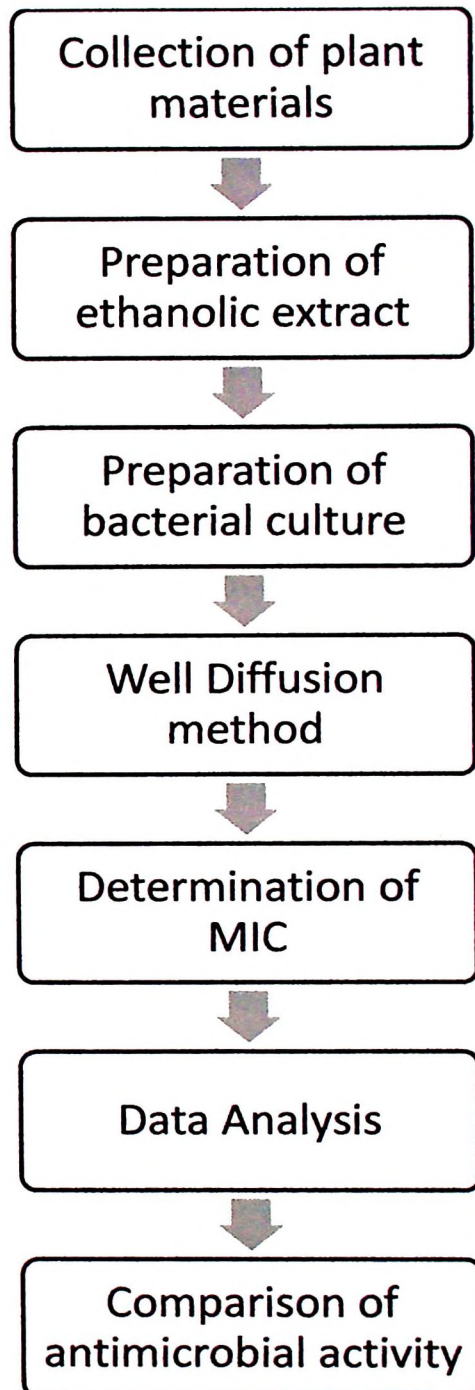 Collection of plant
materials
Preparation of
ethanolic extract
Preparation of
bacterial culture
Well Diffusion
method
Determination of
MIC
Data Analysis
Comparison of
antimicrobial activity